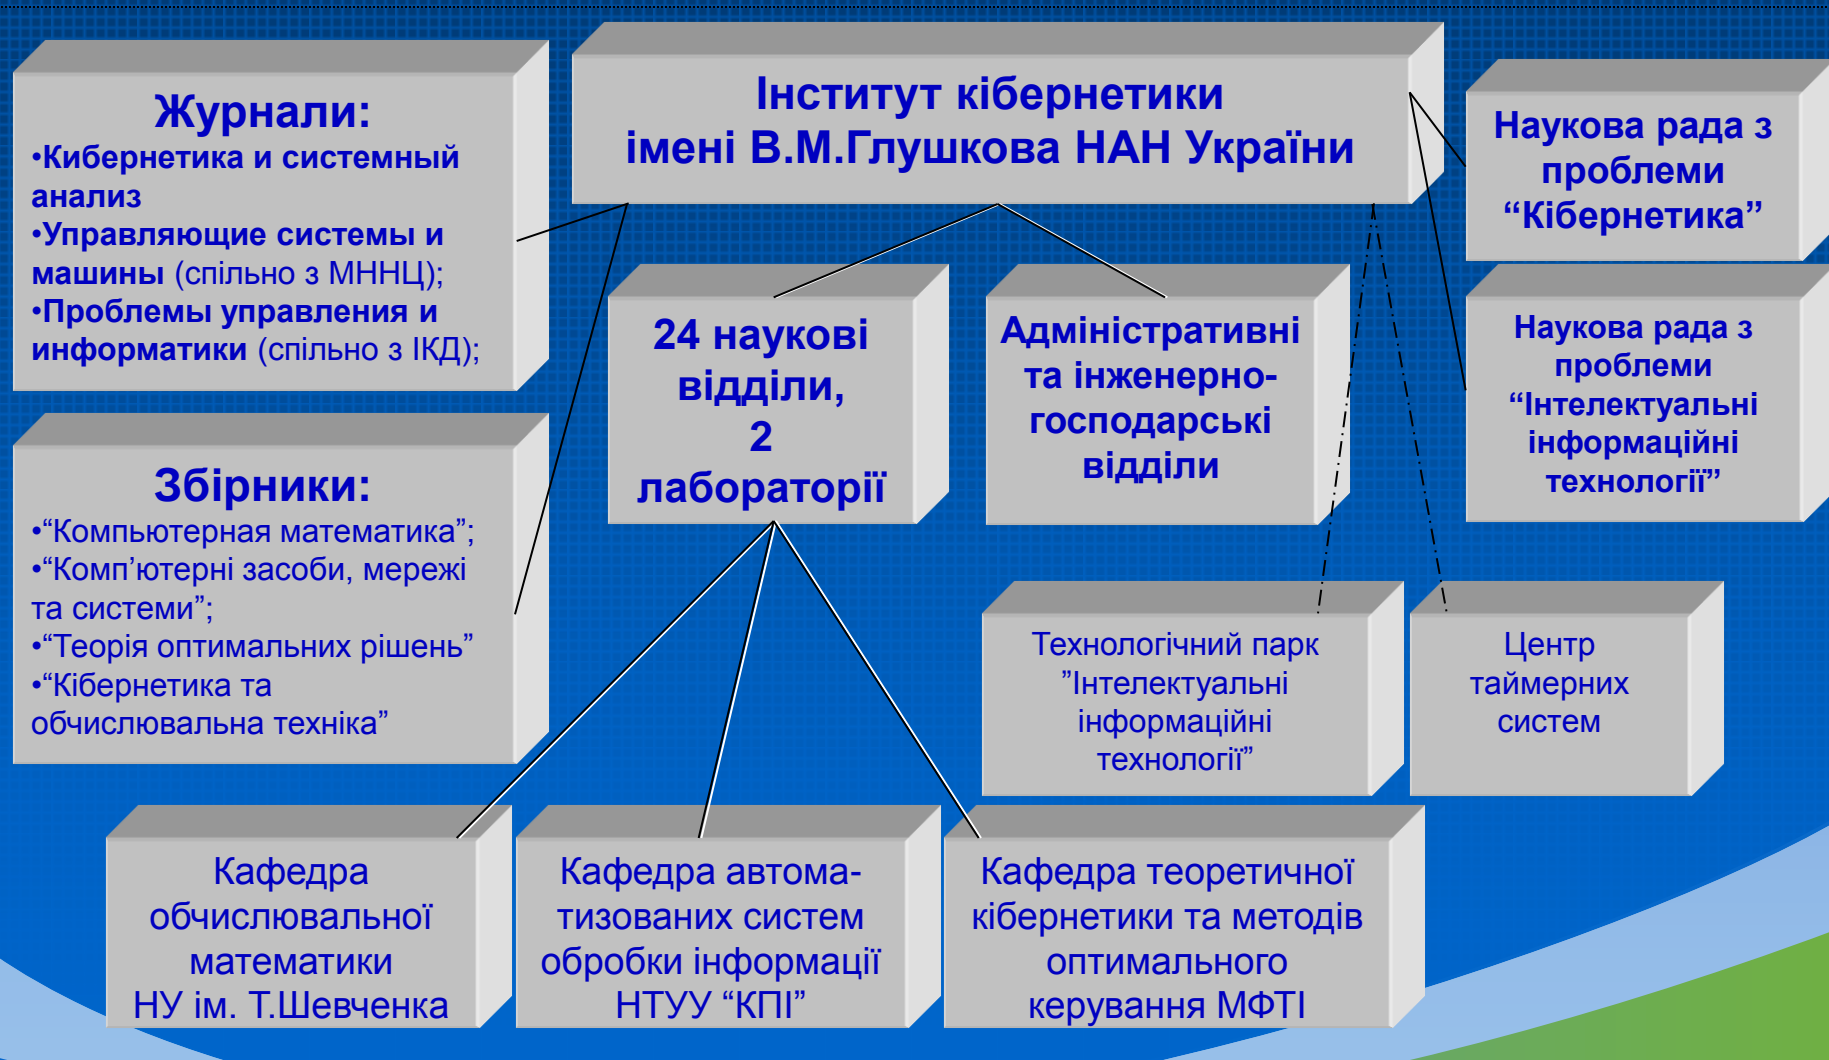 Журнали:
•Кибернетика и системный
анализ
•Управляющие системы и
машины (спільно з МННЦ);
•Проблемы управления и
информатики (спільно з ІКД);
Інститут кібернетики
імені В.М.Глушкова НАН України
Наукова рада з
проблеми
“Кібернетика”
24 наукові
відділи,
2
лабораторії
Адміністративні
та інженерно-
господарські
відділи
Наукова рада з
проблеми
“Інтелектуальні
інформаційні
технології”
Збірники:
•“Компьютерная математика”;
•“Комп’ютерні засоби, мережі
та системи”;
•“Теорія оптимальних рішень”
•“Кібернетика та
обчислювальна техніка”
Технологічний парк
”Інтелектуальні
інформаційні
технології”
Центр
таймерних
систем
Кафедра
обчислювальної
математики
НУ ім. Т.Шевченка
Кафедра автома-
тизованих систем
обробки інформації
НТУУ “КПІ”
Кафедра теоретичної
кібернетики та методів
оптимального
керування МФТІ